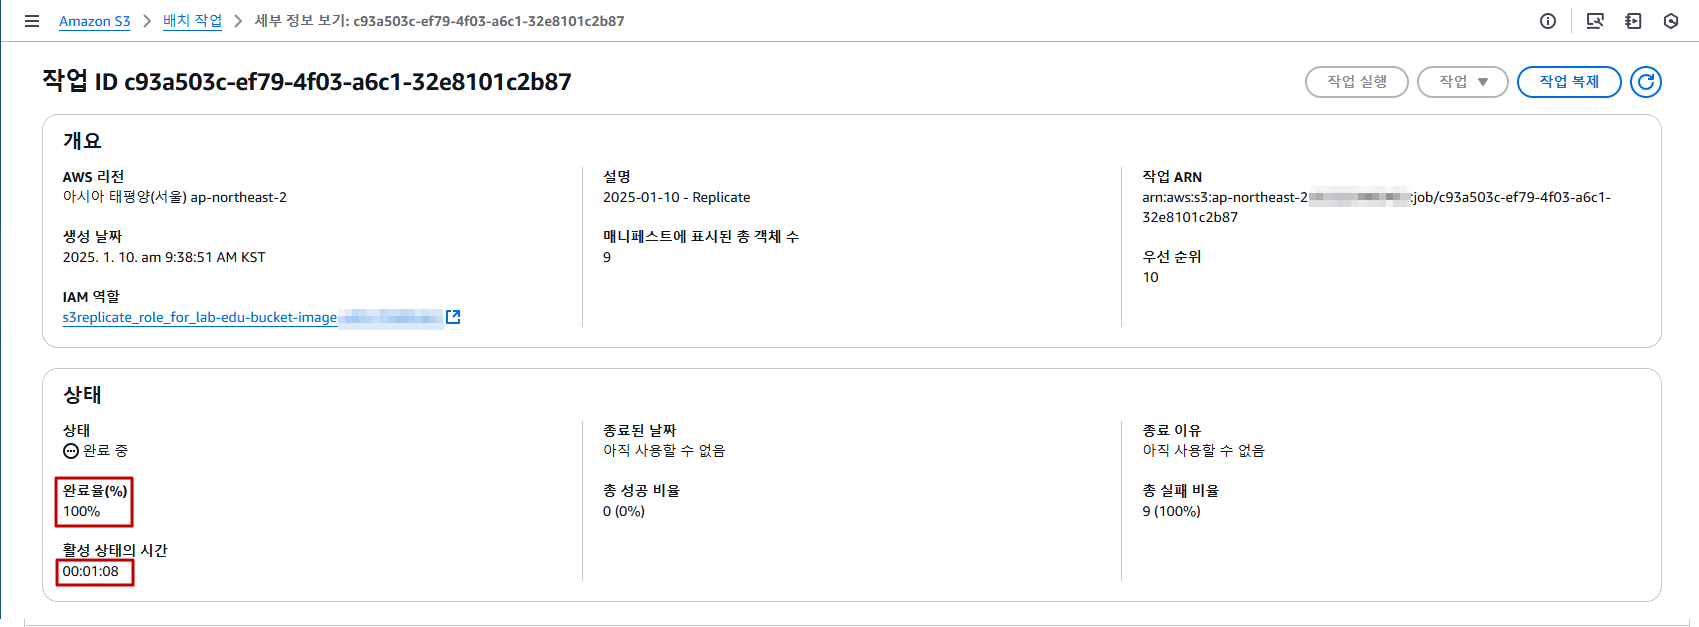 Amazon S3 > 배치 작업 > 세부 정보 보기: c93a503c-ef79-4f03-a6c1-32e8101c2b87
작업 ID c93a503c-ef79-4f03-a6c1-32e8101c2b87
작업 실행
작업 ▼
작업 복제
개요
AWS 리전
아시아 태평양(서울) ap-northeast-2
생성 날짜
2025. 1. 10. am 9:38:51 AM KST
IAM 역할
s3replicate_role_for_lab-edu-bucket-image
설명
2025-01-10 - Replicate
매니페스트에 표시된 총 객체 수
9
작업 ARN
arn:aws:s3:ap-northeast-2 :job/c93a503c-ef79-4f03-a6c1-
32e8101c2b87
우선 순위
10
상태
상태
완료 중
완료율(%)
100%
활성 상태의 시간
00:01:08
종료된 날짜
아직 사용할 수 없음
총 성공 비율
0 (0%)
종료 이유
아직 사용할 수 없음
총 실패 비율
9 (100%)